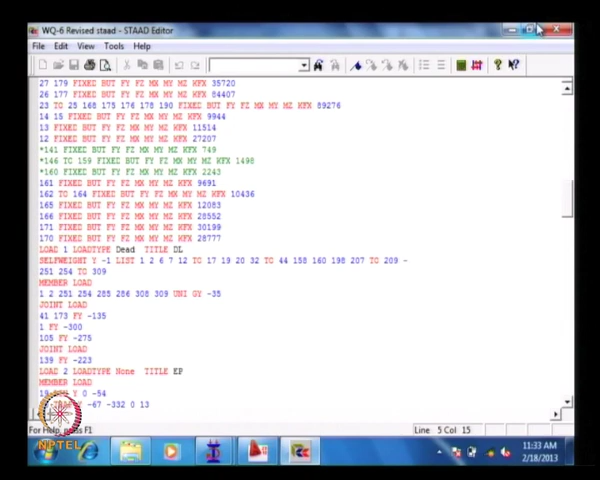 WQ-6 Revised staad - STAAD Editor
File Edit View Tools Help
27 179 FIXED BUT FY FZ MX MY MZ KFX 35720
26 177 FIXED BUT FY FZ MX MY MZ KFX 84407
23 TO 25 168 175 176 178 190 FIXED BUT FY FZ MX MY MZ KFX 89276
14 15 FIXED BUT FY FZ MX MY MZ KFX 9944
13 FIXED BUT FY FZ MX MY MZ KFX 11514
12 FIXED BUT FY FZ MX MY MZ KFX 27207
*141 FIXED BUT FY FZ MX MY MZ KFX 749
*146 TO 159 FIXED BUT FY FZ MX MY MZ KFX 1498
*160 FIXED BUT FY FZ MX MY MZ KFX 2243
161 FIXED BUT FY FZ MX MY MZ KFX 9691
162 TO 164 FIXED BUT FY FZ MX MY MZ KFX 10436
165 FIXED BUT FY FZ MX MY MZ KFX 12083
166 FIXED BUT FY FZ MX MY MZ KFX 28552
171 FIXED BUT FY FZ MX MY MZ KFX 30199
170 FIXED BUT FY FZ MX MY MZ KFX 28777
LOAD 1 LOADTYPE Dead TITLE DL
SELFWEIGHT Y -1 LIST 1 2 6 7 12 TO 17 19 20 32 TO 44 158 160 198 207 TO 209 -
251 254 TO 309
MEMBER LOAD
1 2 251 254 285 286 308 309 UNI GY -35
JOINT LOAD
41 173 FY -135
1 FY -300
105 FY -275
JOINT LOAD
139 FY -223
LOAD 2 LOADTYPE None TITLE EP
MEMBER LOAD
19 Y 0 -54
Y -67 -332 0 13
For Help, press F1
Line : 5 Col : 15
NPTEL
11:33 AM
2/18/2013